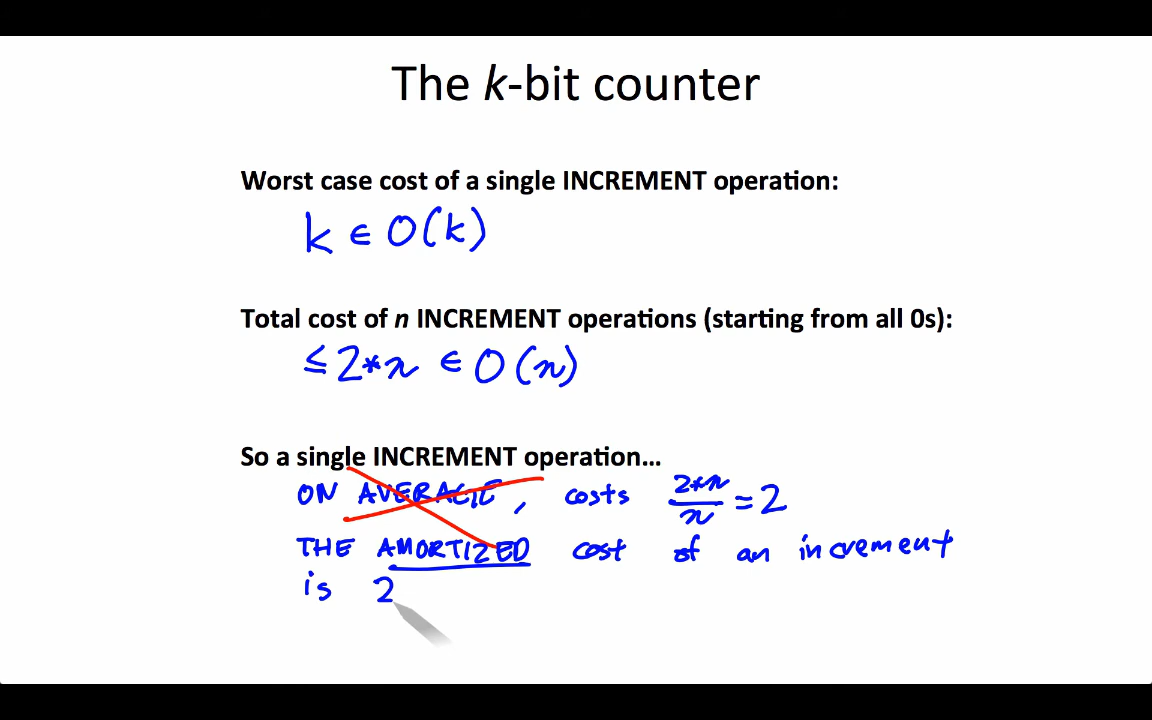 The k-bit counter
Worst case cost of a single INCREMENT operation:
k ∈ O(k)
Total cost of n INCREMENT operations (starting from all 0s):
≤ 2*n ∈ O(n)
So a single INCREMENT operation...
ON AVERAGE, costs 2*n/n = 2
THE AMORTIZED cost of an increment
is 2